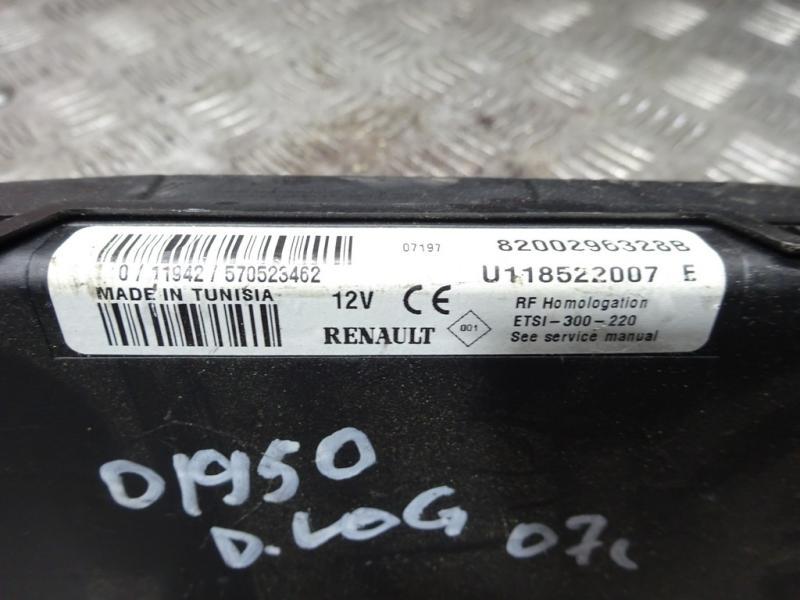 07197
8200296328B
0/11942/570523462
U118522007 E
MADE IN TUNISIA
12V CE
RF Homologation
RENAULT
001
ETSI-300-220
See service manual
01950
D.LOG 07